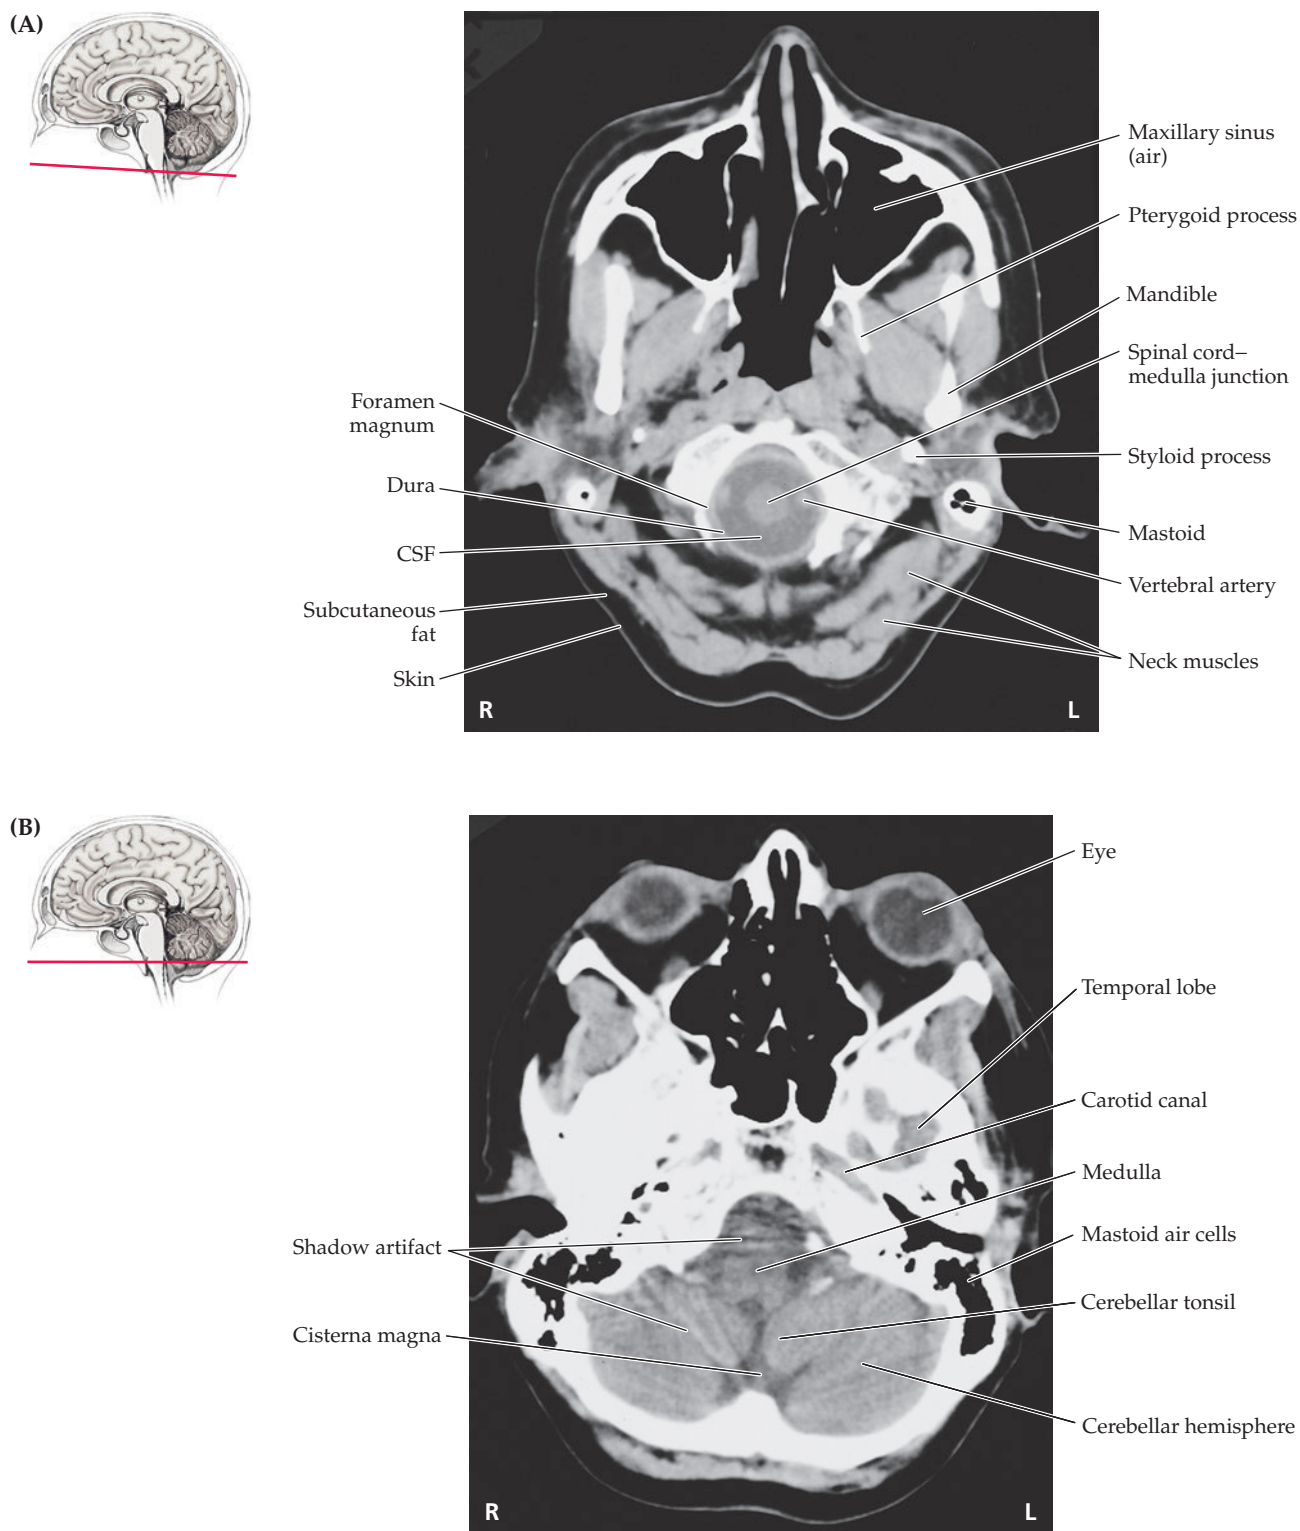 (A)
Maxillary sinus
(air)
Pterygoid process
Mandible
Spinal cord–
medulla junction
Styloid process
Mastoid
Vertebral artery
Neck muscles
Foramen
magnum
Dura
CSF
Subcutaneous
fat
Skin
R
L
(B)
Eye
Temporal lobe
Carotid canal
Medulla
Mastoid air cells
Cerebellar tonsil
Cerebellar hemisphere
Shadow artifact
Cisterna magna
R
L